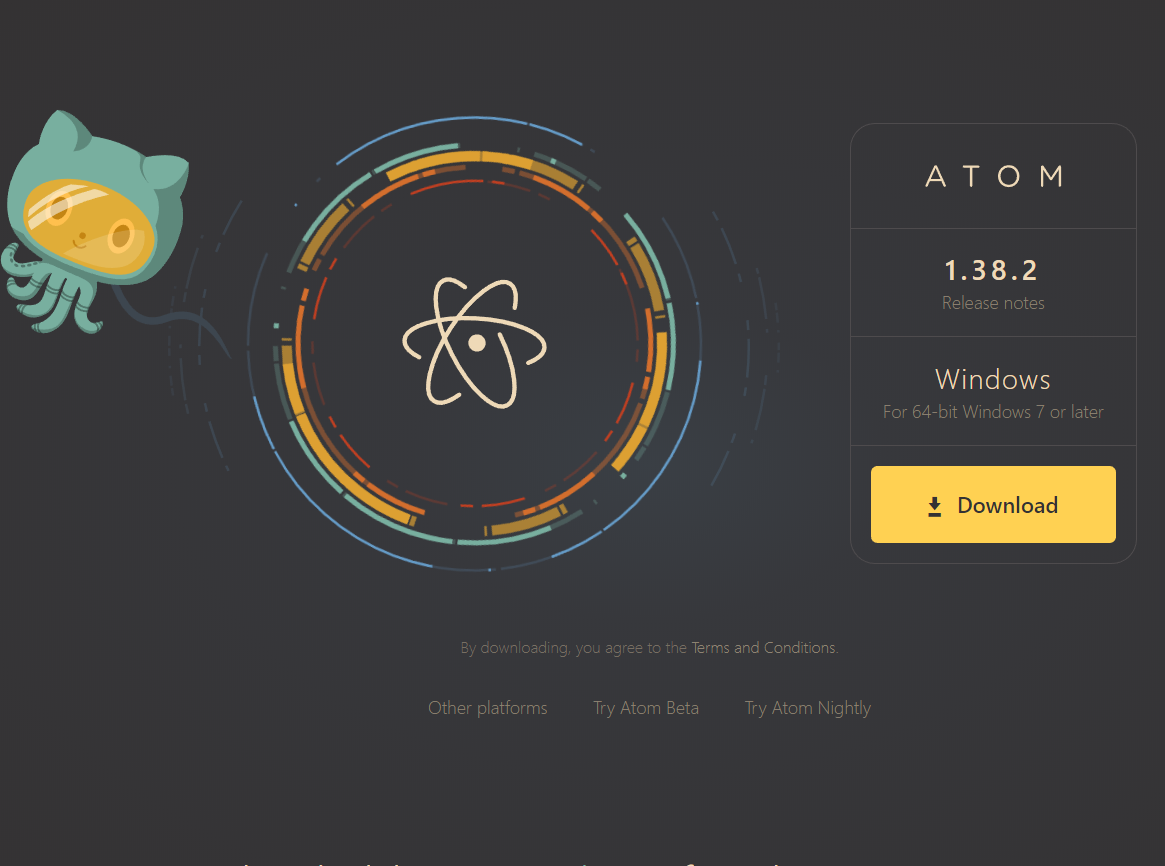 ATOM
1.38.2
Release notes
Windows
For 64-bit Windows 7 or later
Download
By downloading, you agree to the Terms and Conditions.
Other platforms
Try Atom Beta
Try Atom Nightly